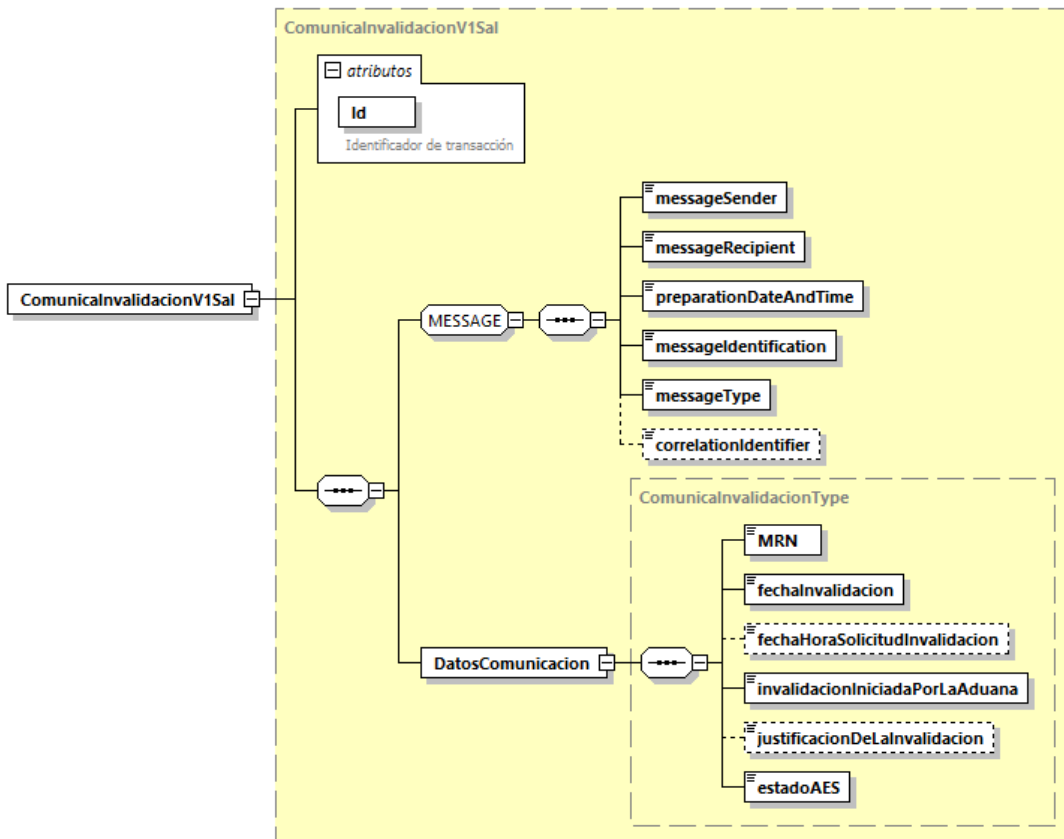 ComunicaInvalidacionV1Sal
atributos
Id
Identificador de transacción
messageSender
messageRecipient
ComunicaInvalidacionV1Sal
preparationDateAndTime
MESSAGE
messageIdentification
messageType
correlationIdentifier
ComunicaInvalidacionType
MRN
fechaInvalidacion
fechaHoraSolicitudInvalidacion
DatosComunicacion
invalidacionIniciadaPorLaAduana
justificacionDeLaInvalidacion
estadoAES